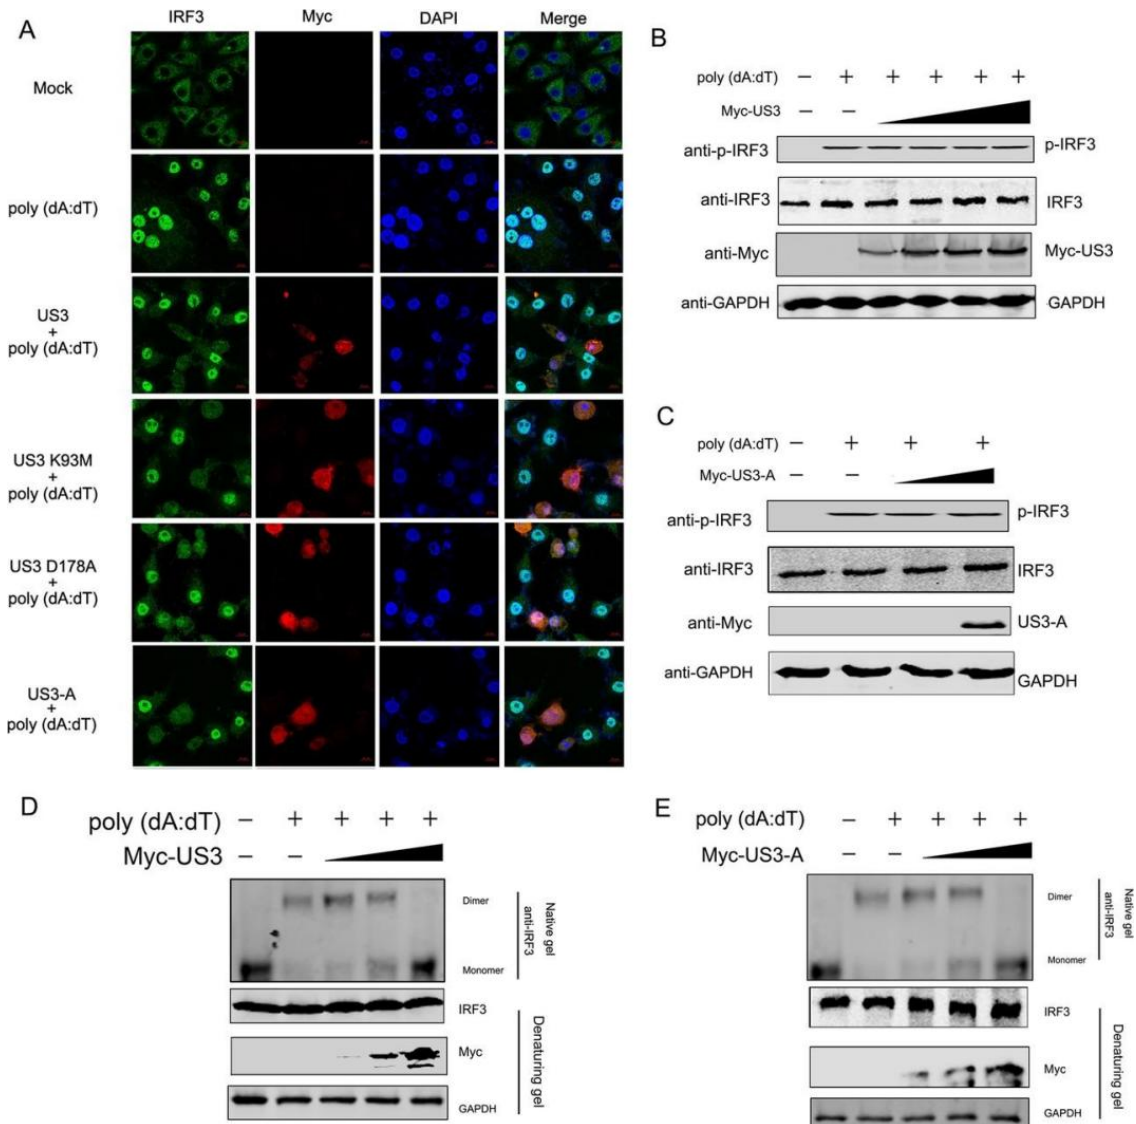 A
IRF3 Myc DAPI Merge
Mock
poly (dA:dT)
US3
+
poly (dA:dT)
US3 K93M
+
poly (dA:dT)
US3 D178A
+
poly (dA:dT)
US3-A
+
poly (dA:dT)
B
poly (dA:dT) – + + + + +
Myc-US3 – –
anti-p-IRF3 p-IRF3
anti-IRF3 IRF3
anti-Myc Myc-US3
anti-GAPDH GAPDH
C
poly (dA:dT) – + + +
Myc-US3-A – –
anti-p-IRF3 p-IRF3
anti-IRF3 IRF3
anti-Myc US3-A
anti-GAPDH GAPDH
D
poly (dA:dT) – + + + +
Myc-US3 – –
Dimer
Monomer
Native gel
anti-IRF3
IRF3
Myc
GAPDH
Denaturing gel
E
poly (dA:dT) – + + + +
Myc-US3-A – –
Dimer
Monomer
Native gel
anti-IRF3
IRF3
Myc
GAPDH
Denaturing gel